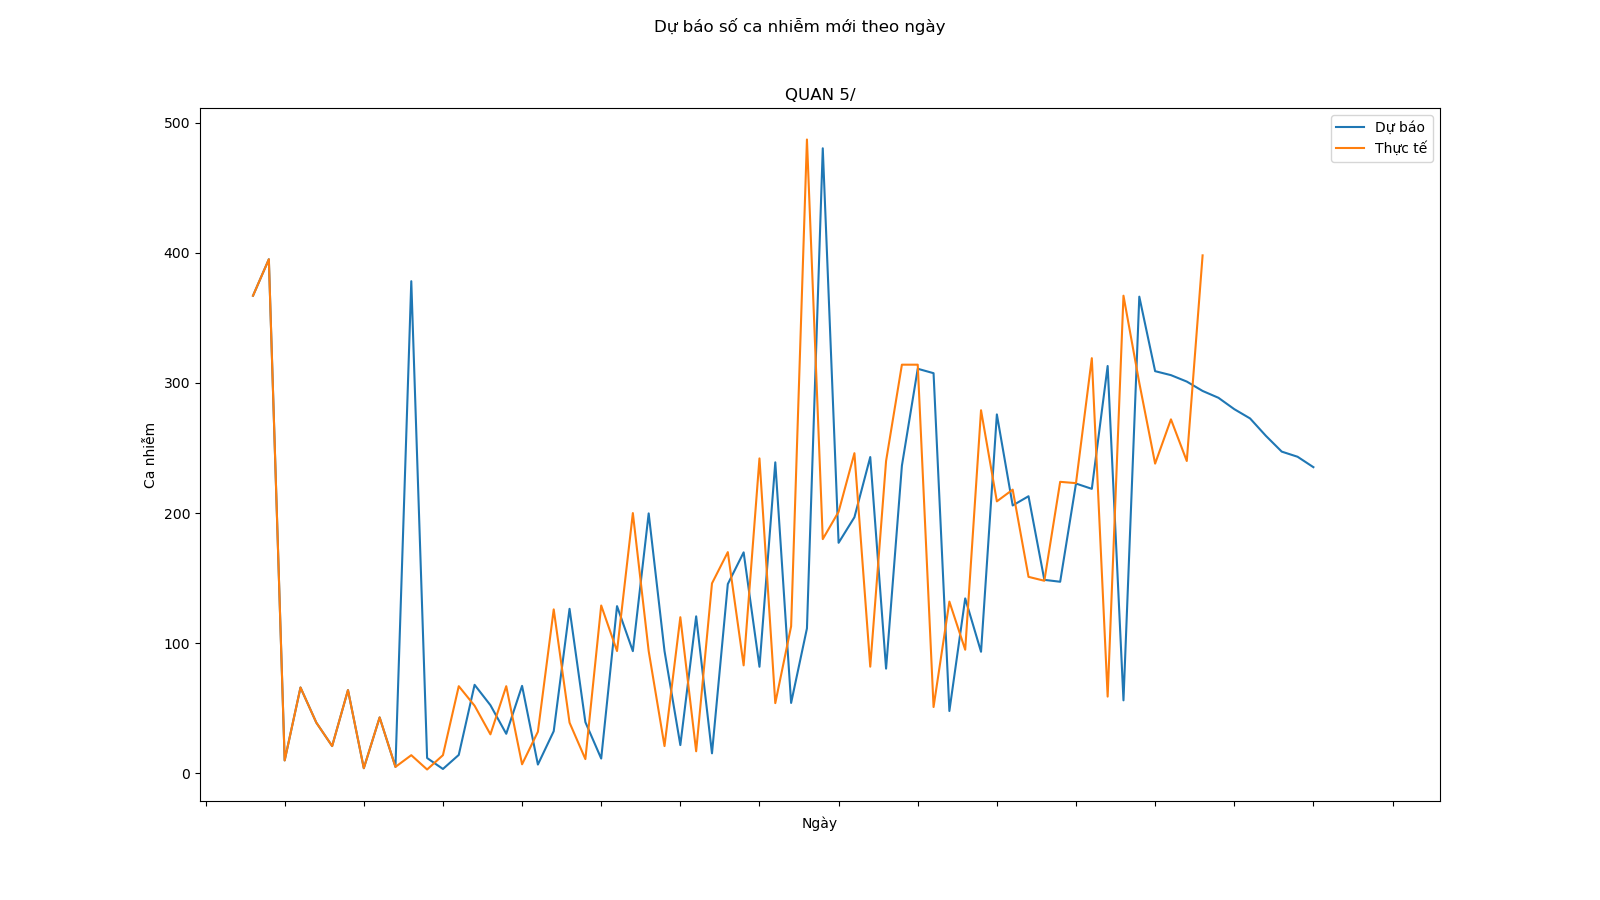 Dự báo số ca nhiễm mới theo ngày
QUAN 5/
Dự báo
Thực tế
500
400
300
200
100
0
Ca nhiễm
Ngày